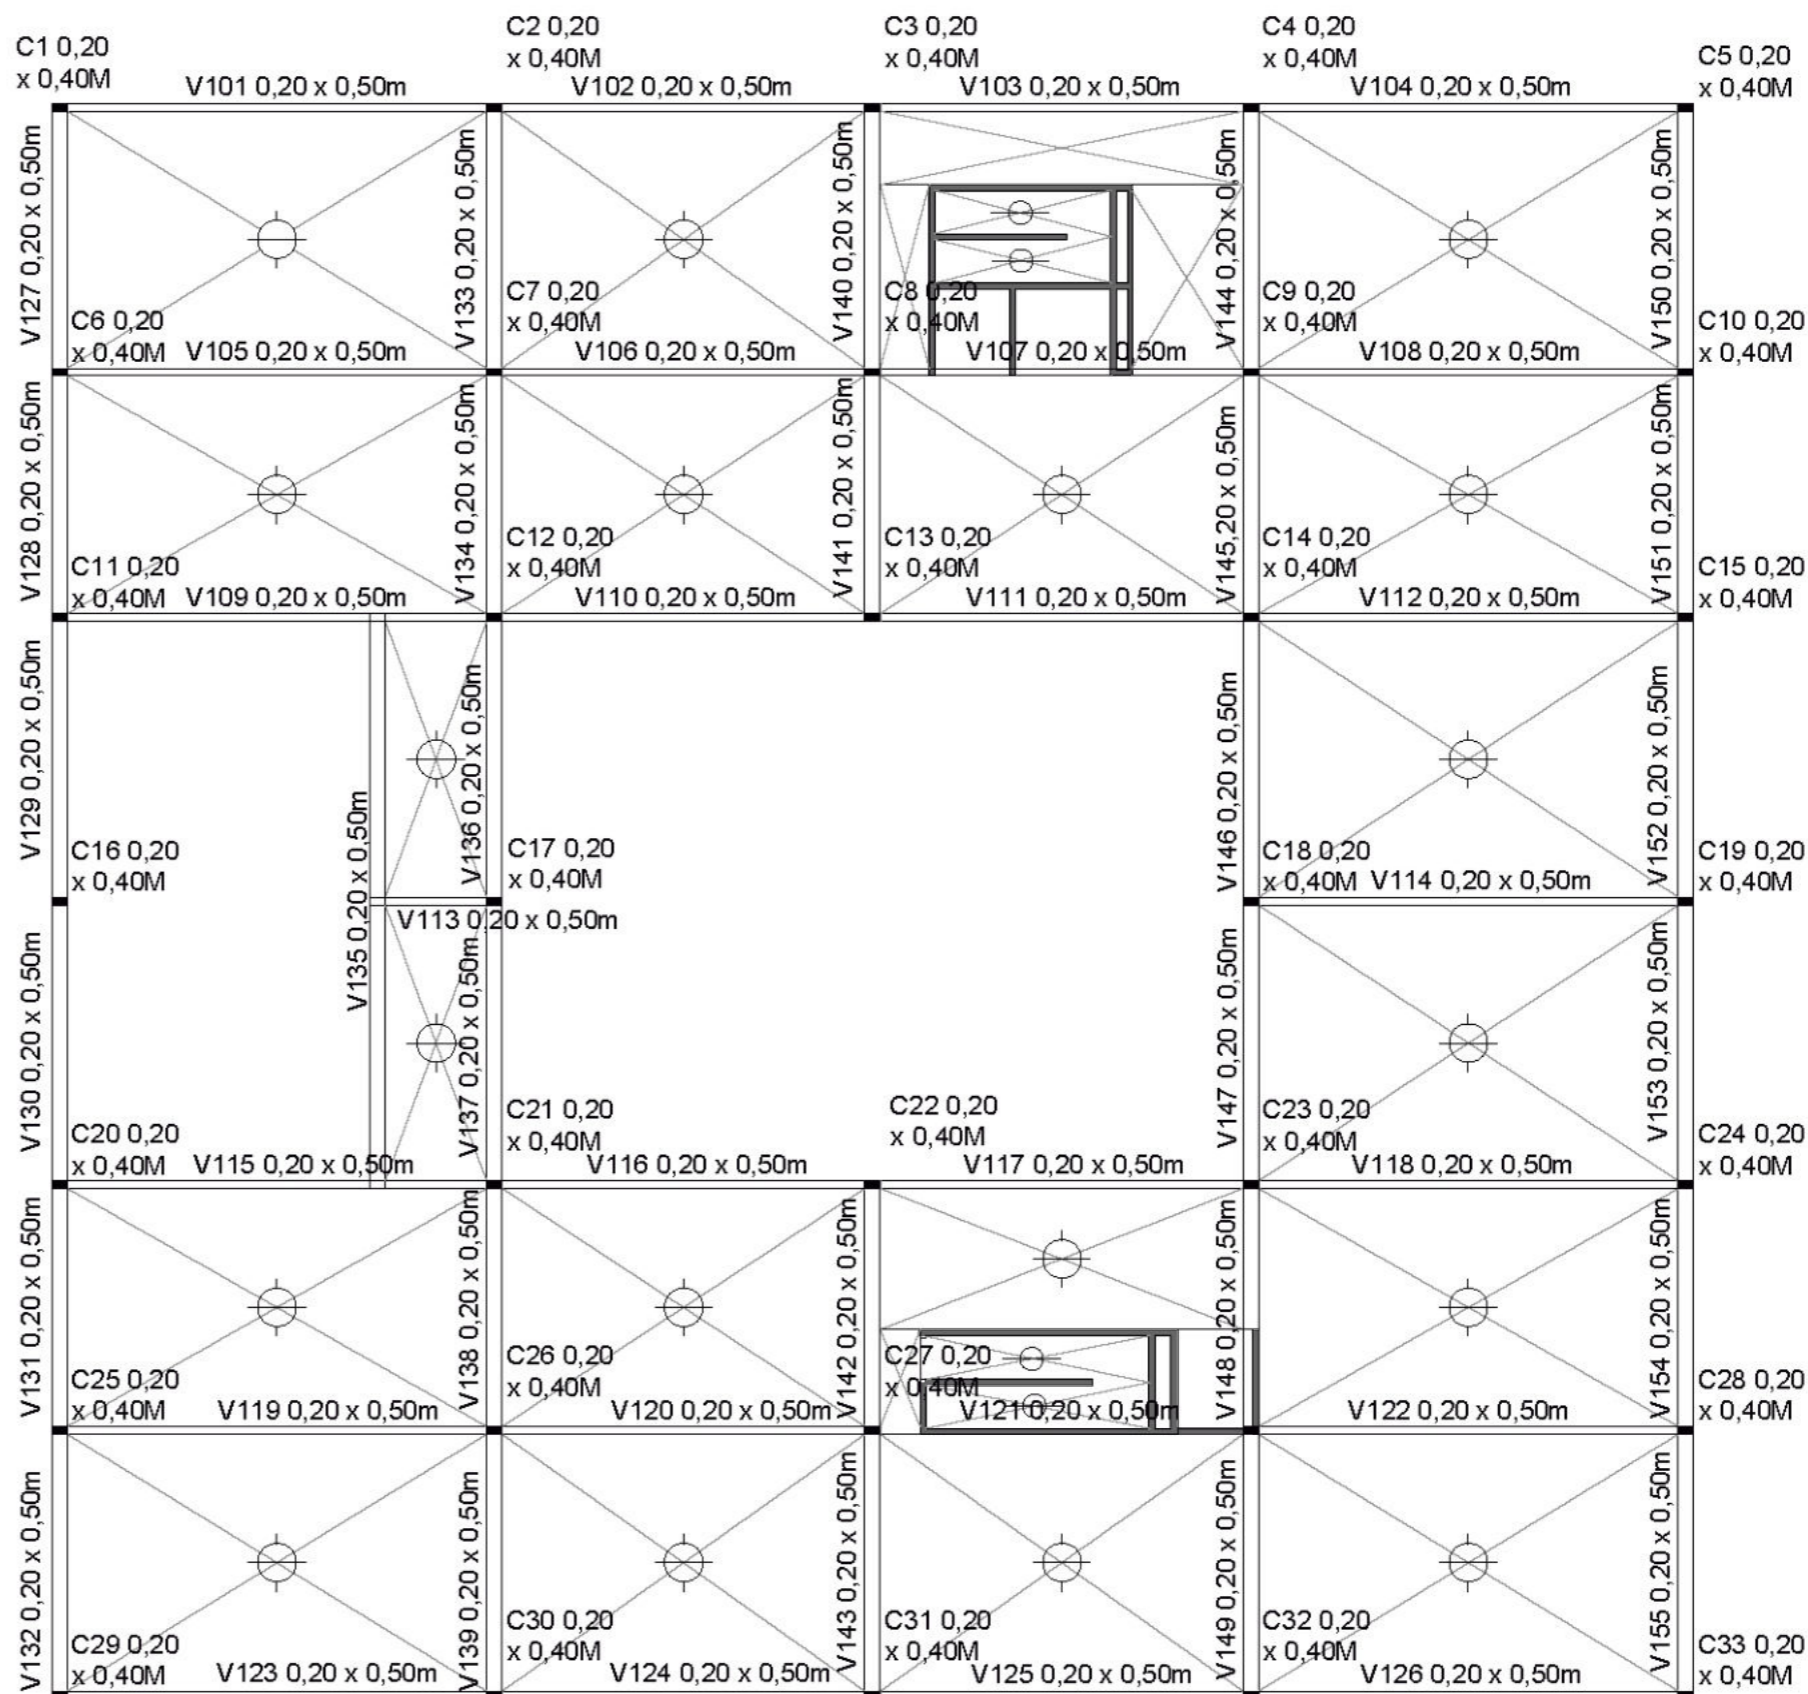 C1 0,20
x 0,40M
V101 0,20 x 0,50m
C2 0,20
x 0,40M
V102 0,20 x 0,50m
C3 0,20
x 0,40M
V103 0,20 x 0,50m
C4 0,20
x 0,40M
V104 0,20 x 0,50m
C5 0,20
x 0,40M
V127 0,20 x 0,50m
V133 0,20 x 0,50m
V140 0,20 x 0,50m
V144 0,20 x 0,50m
V150 0,20 x 0,50m
C6 0,20
x 0,40M
V105 0,20 x 0,50m
C7 0,20
x 0,40M
V106 0,20 x 0,50m
C8 0,20
x 0,40M
V107 0,20 x 0,50m
C9 0,20
x 0,40M
V108 0,20 x 0,50m
C10 0,20
x 0,40M
V128 0,20 x 0,50m
V134 0,20 x 0,50m
V141 0,20 x 0,50m
V145,20 x 0,50m
V151 0,20 x 0,50m
C11 0,20
x 0,40M
V109 0,20 x 0,50m
C12 0,20
x 0,40M
V110 0,20 x 0,50m
C13 0,20
x 0,40M
V111 0,20 x 0,50m
C14 0,20
x 0,40M
V112 0,20 x 0,50m
C15 0,20
x 0,40M
V129 0,20 x 0,50m
V135 0,20 x 0,50m
V136 0,20 x 0,50m
V146 0,20 x 0,50m
V152 0,20 x 0,50m
C16 0,20
x 0,40M
C17 0,20
x 0,40M
V113 0,20 x 0,50m
C18 0,20
x 0,40M
V114 0,20 x 0,50m
C19 0,20
x 0,40M
V130 0,20 x 0,50m
V137 0,20 x 0,50m
V147 0,20 x 0,50m
V153 0,20 x 0,50m
C20 0,20
x 0,40M
V115 0,20 x 0,50m
C21 0,20
x 0,40M
V116 0,20 x 0,50m
C22 0,20
x 0,40M
V117 0,20 x 0,50m
C23 0,20
x 0,40M
V118 0,20 x 0,50m
C24 0,20
x 0,40M
V131 0,20 x 0,50m
V138 0,20 x 0,50m
V142 0,20 x 0,50m
V148 0,20 x 0,50m
V154 0,20 x 0,50m
C25 0,20
x 0,40M
V119 0,20 x 0,50m
C26 0,20
x 0,40M
V120 0,20 x 0,50m
C27 0,20
x 0,40M
V121 0,20 x 0,50m
V122 0,20 x 0,50m
C28 0,20
x 0,40M
V132 0,20 x 0,50m
V139 0,20 x 0,50m
V143 0,20 x 0,50m
V149 0,20 x 0,50m
V155 0,20 x 0,50m
C29 0,20
x 0,40M
V123 0,20 x 0,50m
C30 0,20
x 0,40M
V124 0,20 x 0,50m
C31 0,20
x 0,40M
V125 0,20 x 0,50m
C32 0,20
x 0,40M
V126 0,20 x 0,50m
C33 0,20
x 0,40M